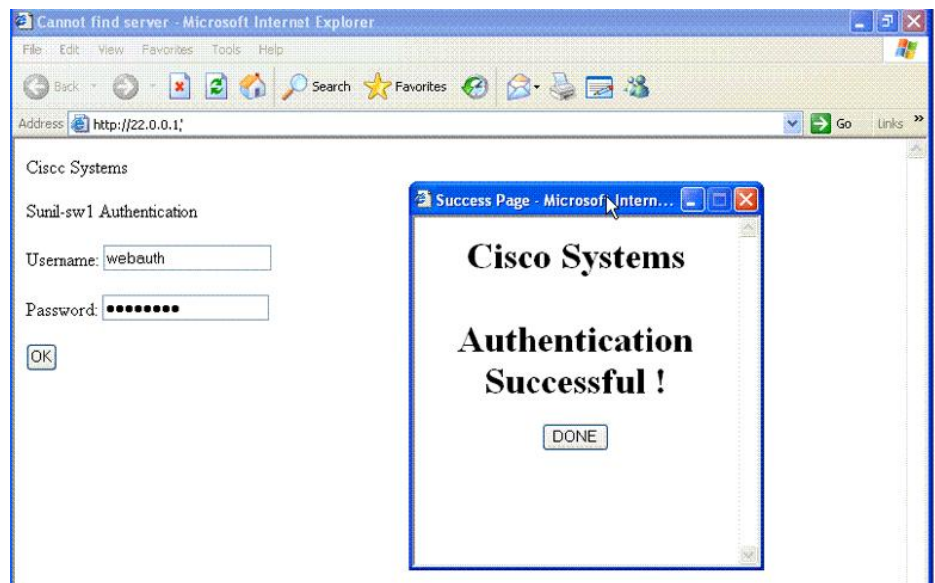 Cannot find server - Microsoft Internet Explorer
File Edit View Favorites Tools Help
Back Search Favorites
Address http://22.0.0.1; Go Links »
Ciscc Systems
Sunil-sw1 Authentication
Username: webauth
Password: ••••••••
OK
Success Page - Microsoft Intern...
Cisco Systems
Authentication
Successful !
DONE